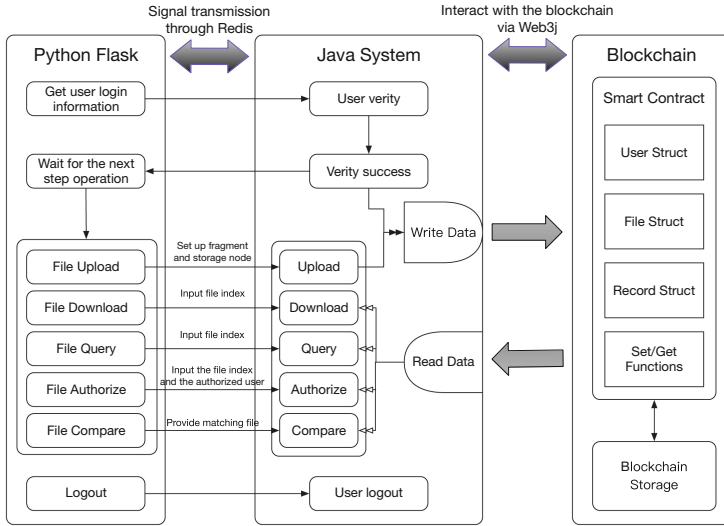 Signal transmission
through Redis
Interact with the blockchain
via Web3j
Python Flask
Java System
Blockchain
Get user login
information
User verity
Smart Contract
User Struct
Wait for the next
step operation
Verity success
Write Data
File Struct
Set up fragment
and storage node
File Upload
Upload
Input file index
File Download
Download
Record Struct
Input file index
File Query
Query
Read Data
Set/Get
Functions
Input the file index
and the authorized user
File Authorize
Authorize
Provide matching file
File Compare
Compare
Blockchain
Storage
Logout
User logout